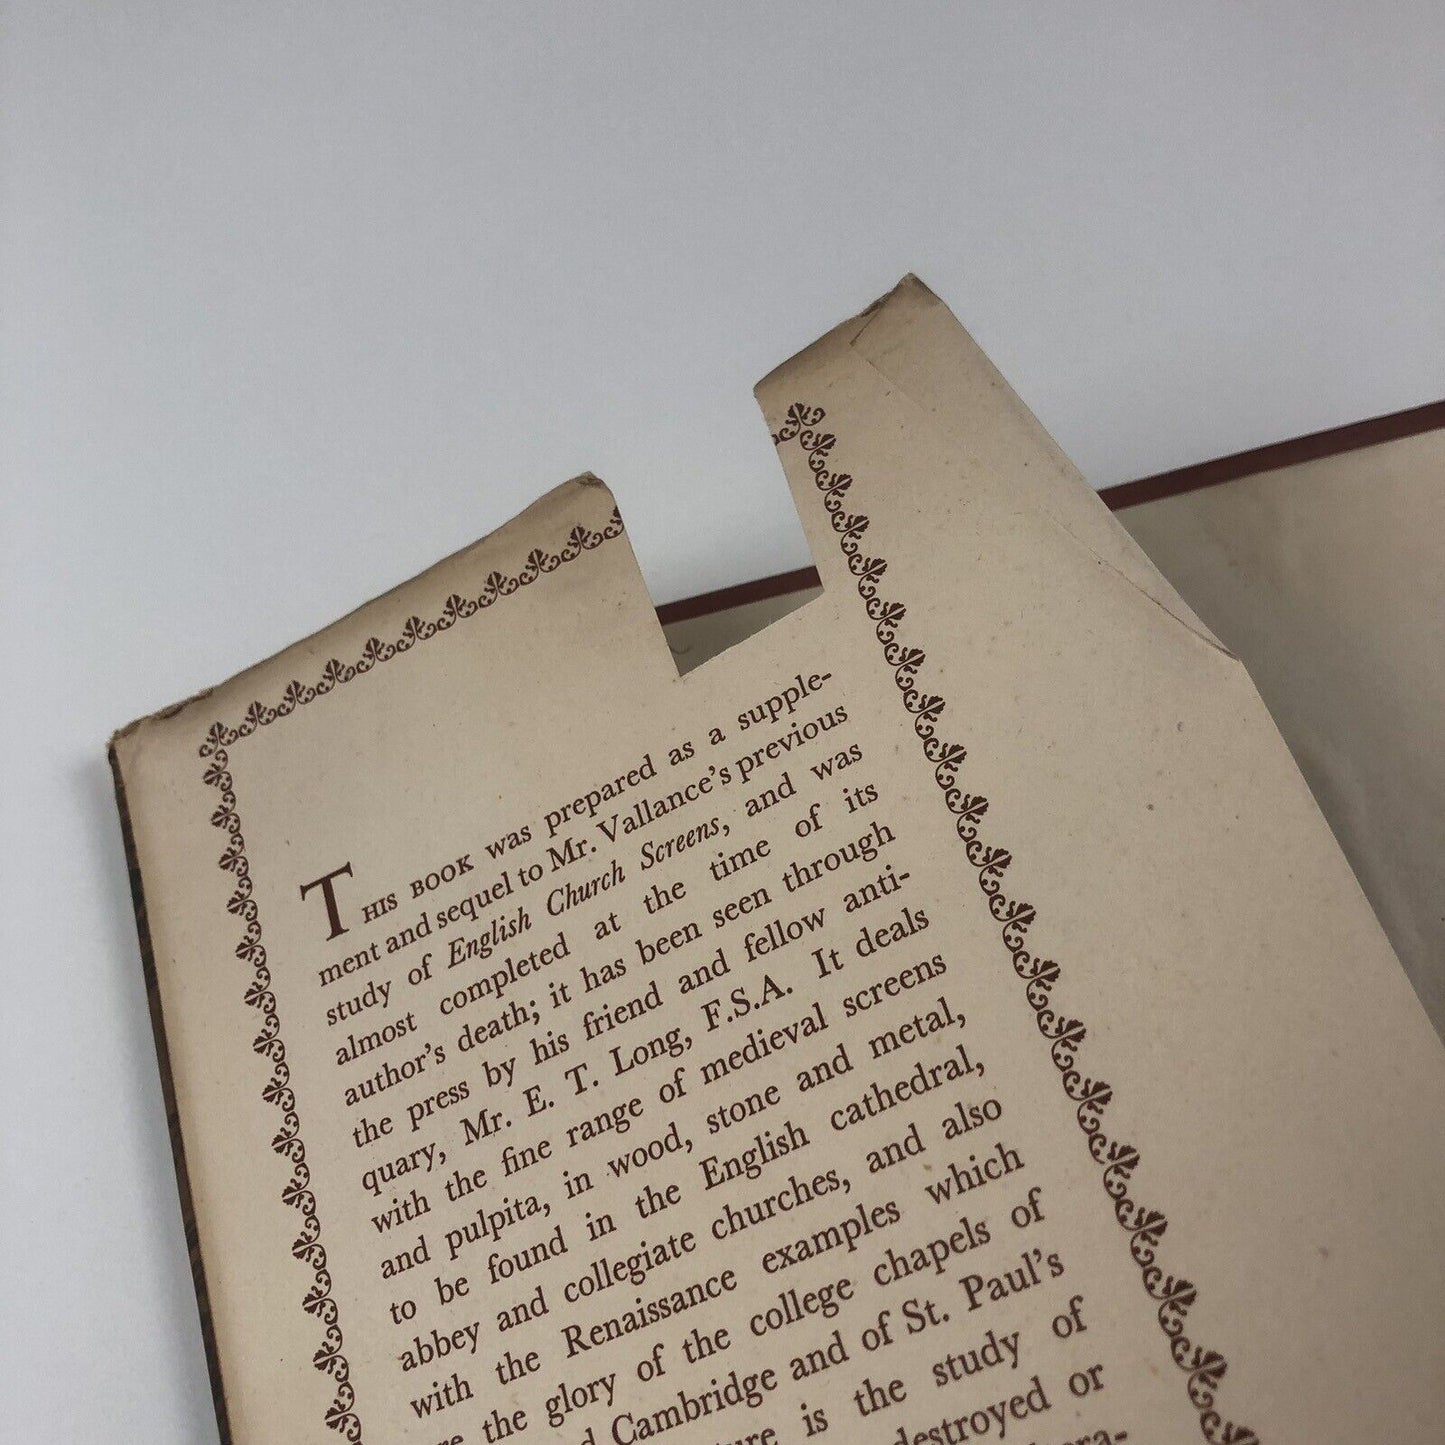 THIS BOOK was prepared as a supple-
ment and sequel to Mr. Vallance's previous
study of English Church Screens, and was
almost completed at the time of its
author's death; it has been seen through
the press by his friend and fellow anti-
quary, Mr. E. T. Long, F.S.A. It deals
with the fine range of medieval screens
and pulpita, in wood, stone and metal,
to be found in the English cathedral,
abbey and collegiate churches, and also
with the Renaissance examples which
the glory of the college chapels of
Cambridge and of St. Paul's
is the study of
destroyed or